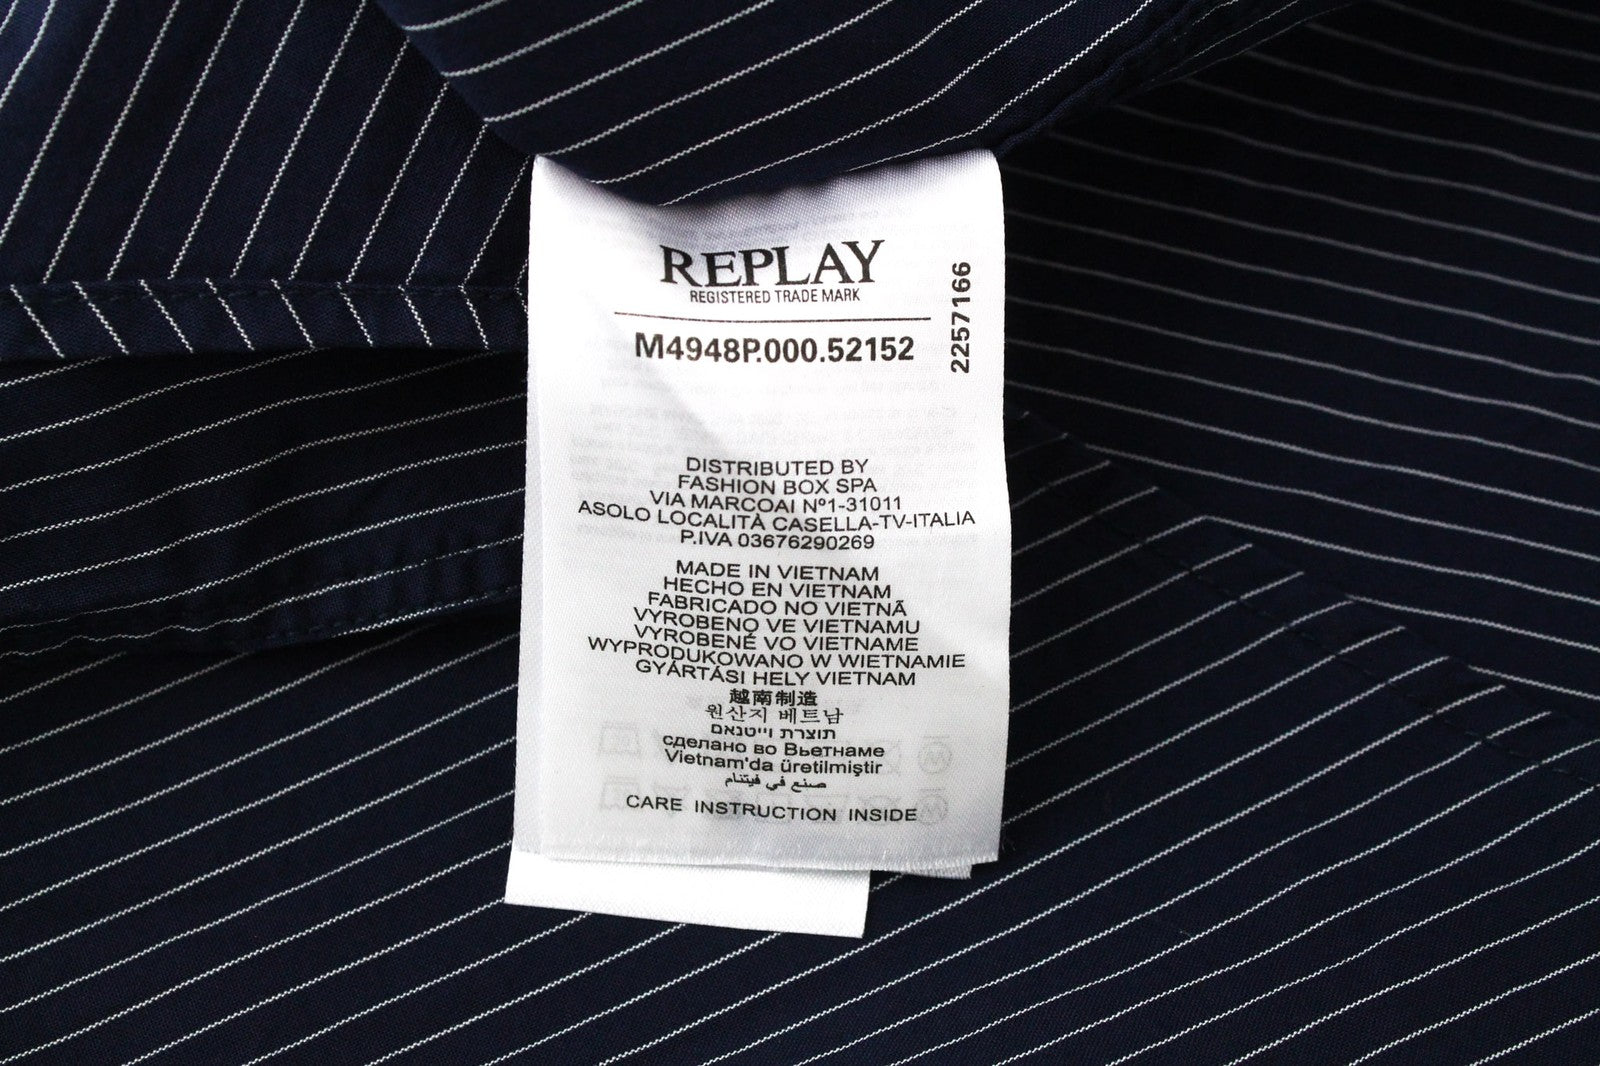 REPLAY
REGISTERED TRADE MARK
M4948P.000.52152
2257166
DISTRIBUTED BY
FASHION BOX SPA
VIA MARCOAI Nº1-31011
ASOLO LOCALITÀ CASELLA-TV-ITALIA
P.IVA 03676290269
MADE IN VIETNAM
HECHO EN VIETNAM
FABRICADO NO VIETNÃ
VYROBENO VE VIETNAMU
VYROBENÉ VO VIETNAME
WYPRODUKOWANO W WIETNAMIE
GYÁRTÁSI HELY VIETNAM
越南制造
원산지 베트남
תוצרת וייטנאם
сделано во Вьетнаме
Vietnam'da üretilmiştir
صنع في فيتنام
CARE INSTRUCTION INSIDE